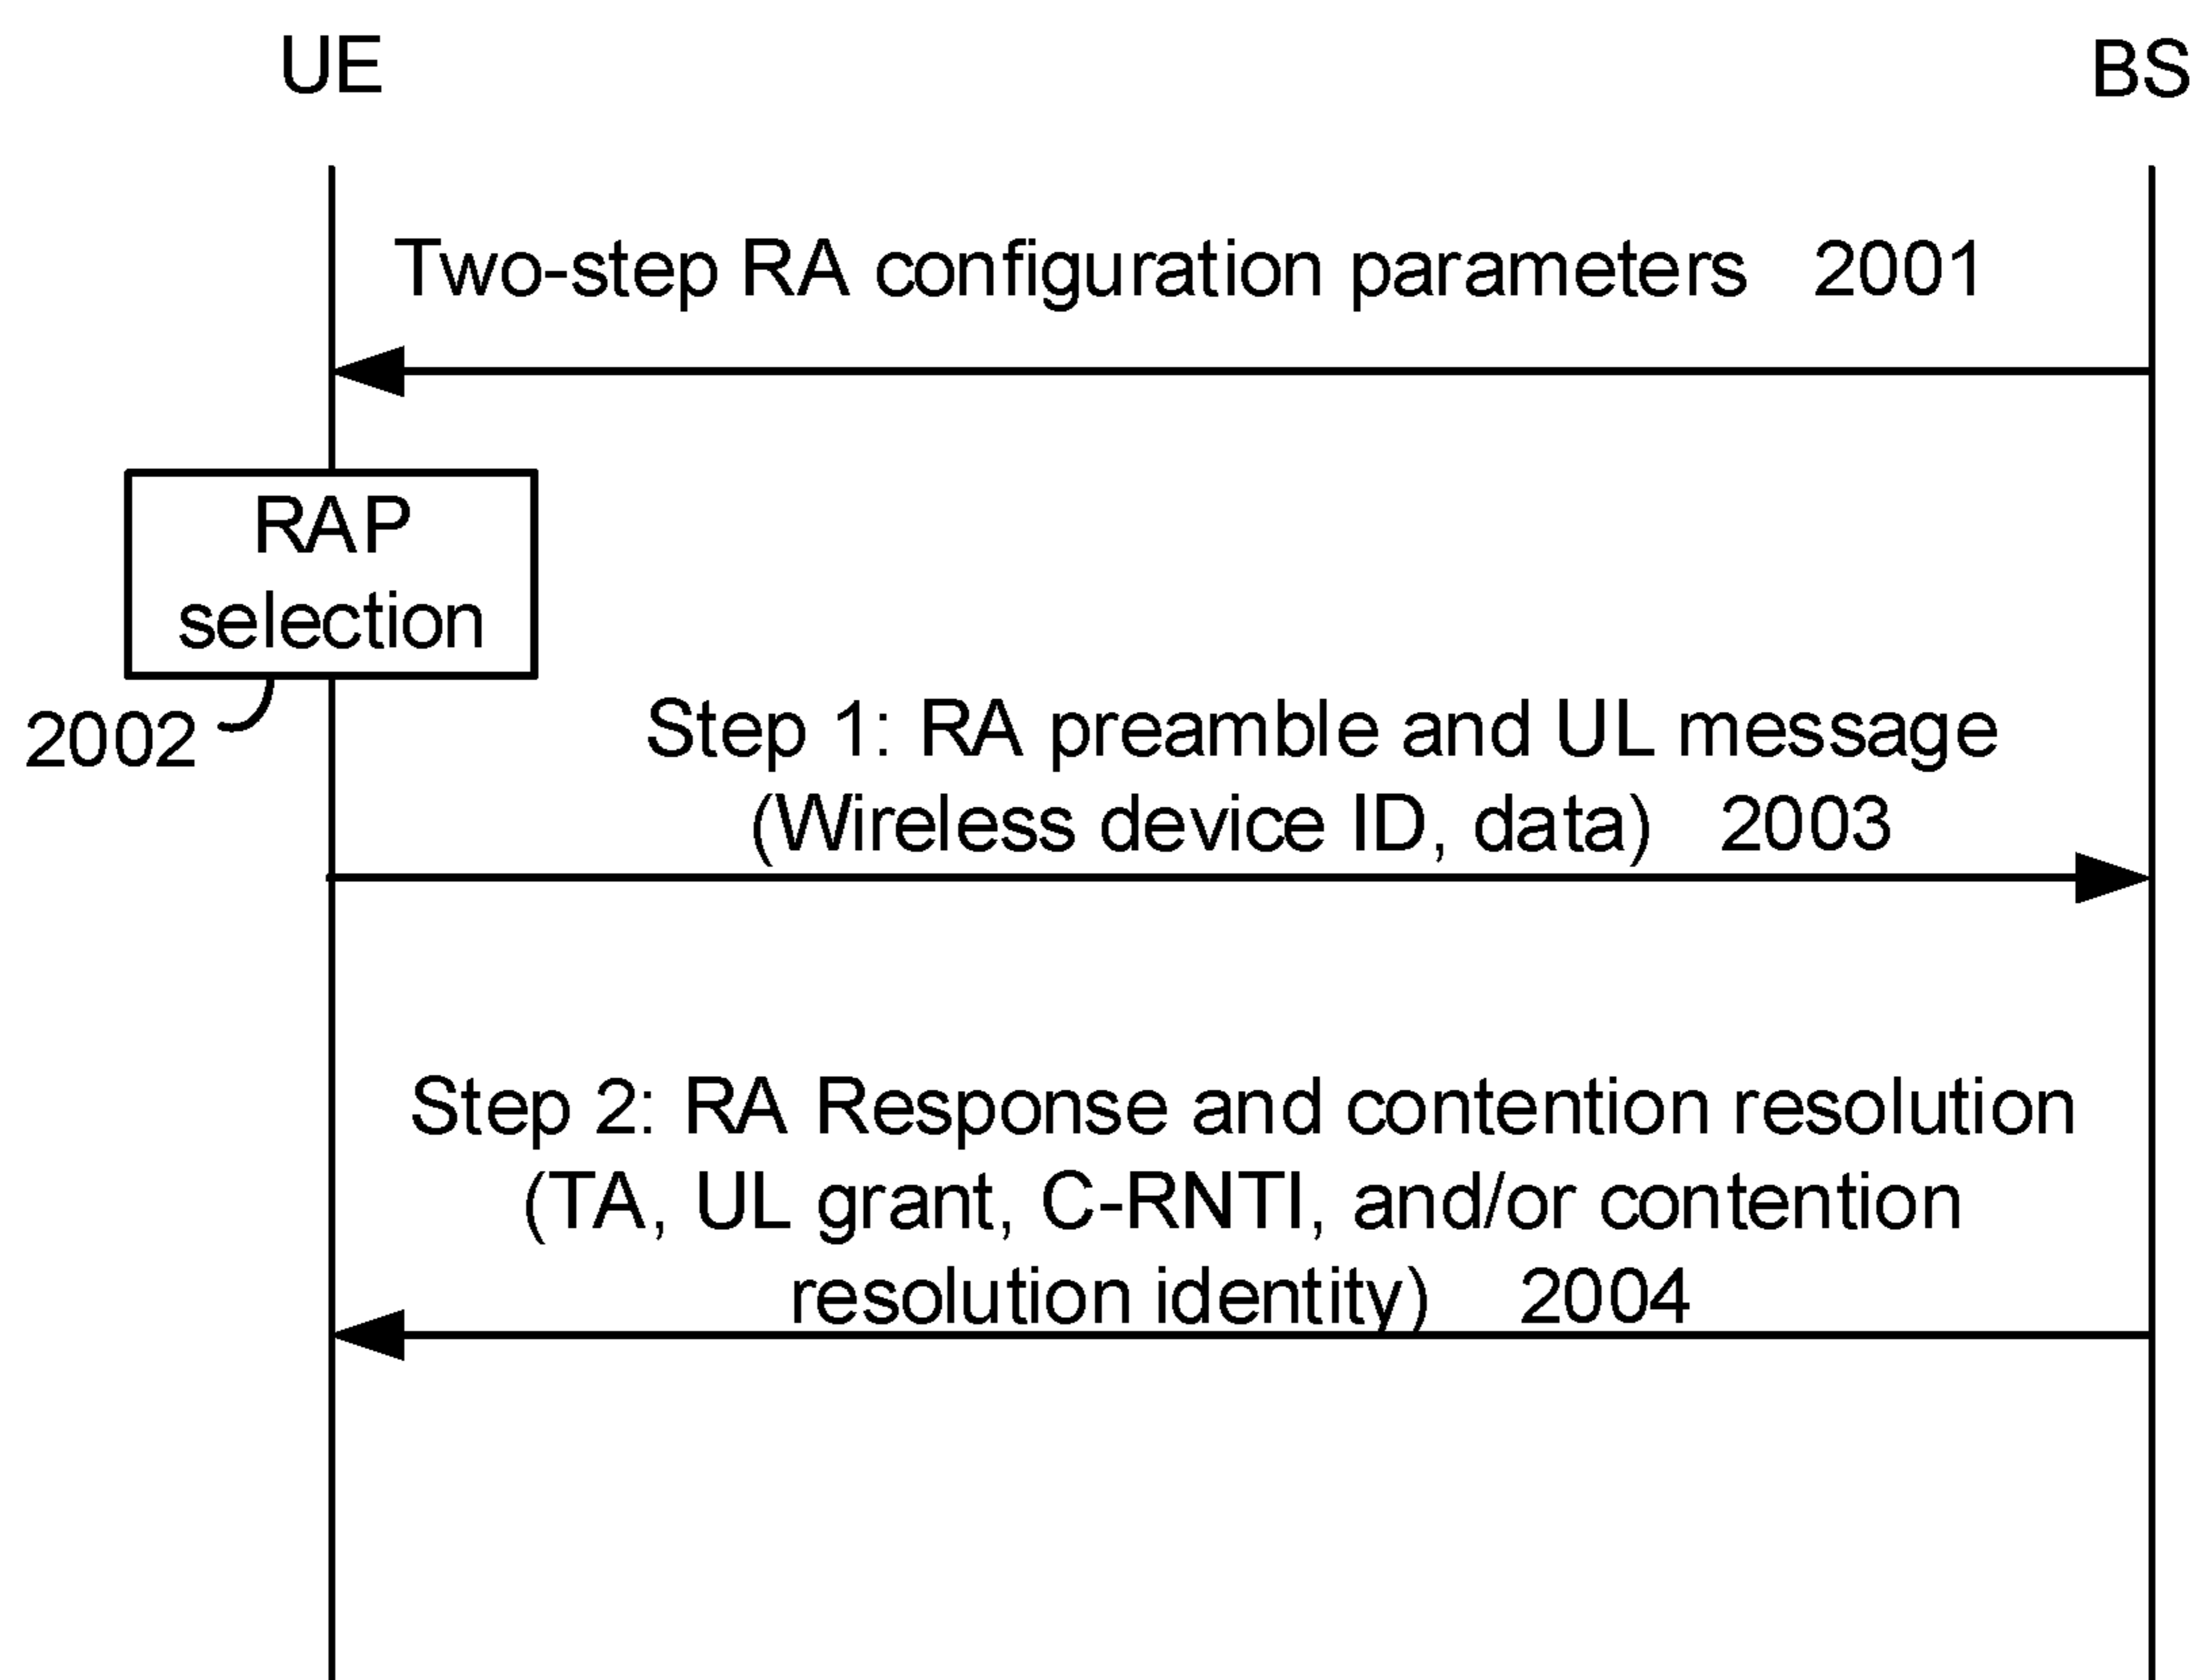 UE
BS
Two-step RA configuration parameters 2001
RAP
selection
2002
Step 1: RA preamble and UL message
(Wireless device ID, data) 2003
Step 2: RA Response and contention resolution
(TA, UL grant, C-RNTI, and/or contention
resolution identity) 2004